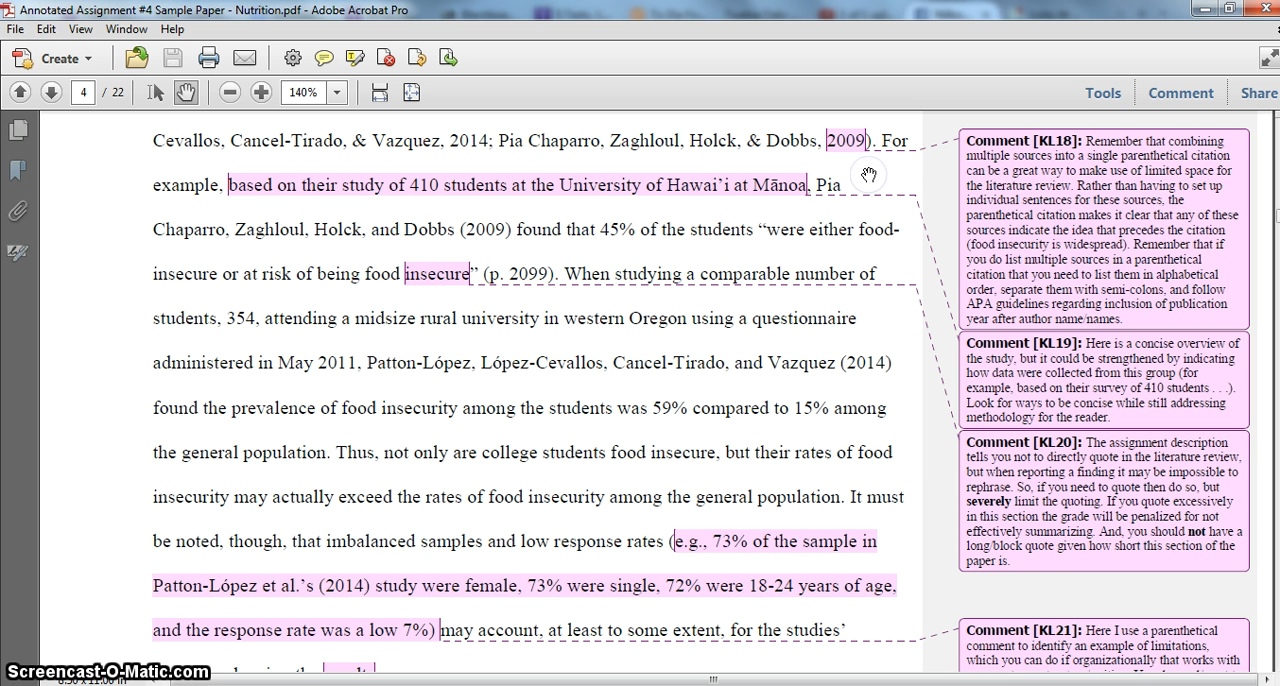 Annotated Assignment #4 Sample Paper - Nutrition.pdf - Adobe Acrobat Pro
File Edit View Window Help
Create
4 / 22 140% Tools Comment Share
Cevallos, Cancel-Tirado, & Vazquez, 2014; Pia Chaparro, Zaghloul, Holck, & Dobbs, 2009). For
example, based on their study of 410 students at the University of Hawai’i at Mānoa, Pia
Chaparro, Zaghloul, Holck, and Dobbs (2009) found that 45% of the students “were either food-
insecure or at risk of being food insecure” (p. 2099). When studying a comparable number of
students, 354, attending a midsize rural university in western Oregon using a questionnaire
administered in May 2011, Patton-López, López-Cevallos, Cancel-Tirado, and Vazquez (2014)
found the prevalence of food insecurity among the students was 59% compared to 15% among
the general population. Thus, not only are college students food insecure, but their rates of food
insecurity may actually exceed the rates of food insecurity among the general population. It must
be noted, though, that imbalanced samples and low response rates (e.g., 73% of the sample in
Patton-López et al.’s (2014) study were female, 73% were single, 72% were 18-24 years of age,
and the response rate was a low 7%) may account, at least to some extent, for the studies’
Comment [KL18]: Remember that combining
multiple sources into a single parenthetical citation
can be a great way to make use of limited space for
the literature review. Rather than having to set up
individual sentences for these sources, the
parenthetical citation makes it clear that any of these
sources indicate the idea that precedes the citation
(food insecurity is widespread). Remember that if
you do list multiple sources in a parenthetical
citation that you need to list them in alphabetical
order, separate them with semi-colons, and follow
APA guidelines regarding inclusion of publication
year after author name/names.
Comment [KL19]: Here is a concise overview of
the study, but it could be strengthened by indicating
how data were collected from this group (for
example, based on their survey of 410 students . . .).
Look for ways to be concise while still addressing
methodology for the reader.
Comment [KL20]: The assignment description
tells you not to directly quote in the literature review,
but when reporting a finding it may be impossible to
rephrase. So, if you need to quote then do so, but
severely limit the quoting. If you quote excessively
in this section the grade will be penalized for not
effectively summarizing. And, you should not have a
long/block quote given how short this section of the
paper is.
Comment [KL21]: Here I use a parenthetical
comment to identify an example of limitations,
which you can do if organizationally that works with
Screencast-O-Matic.com